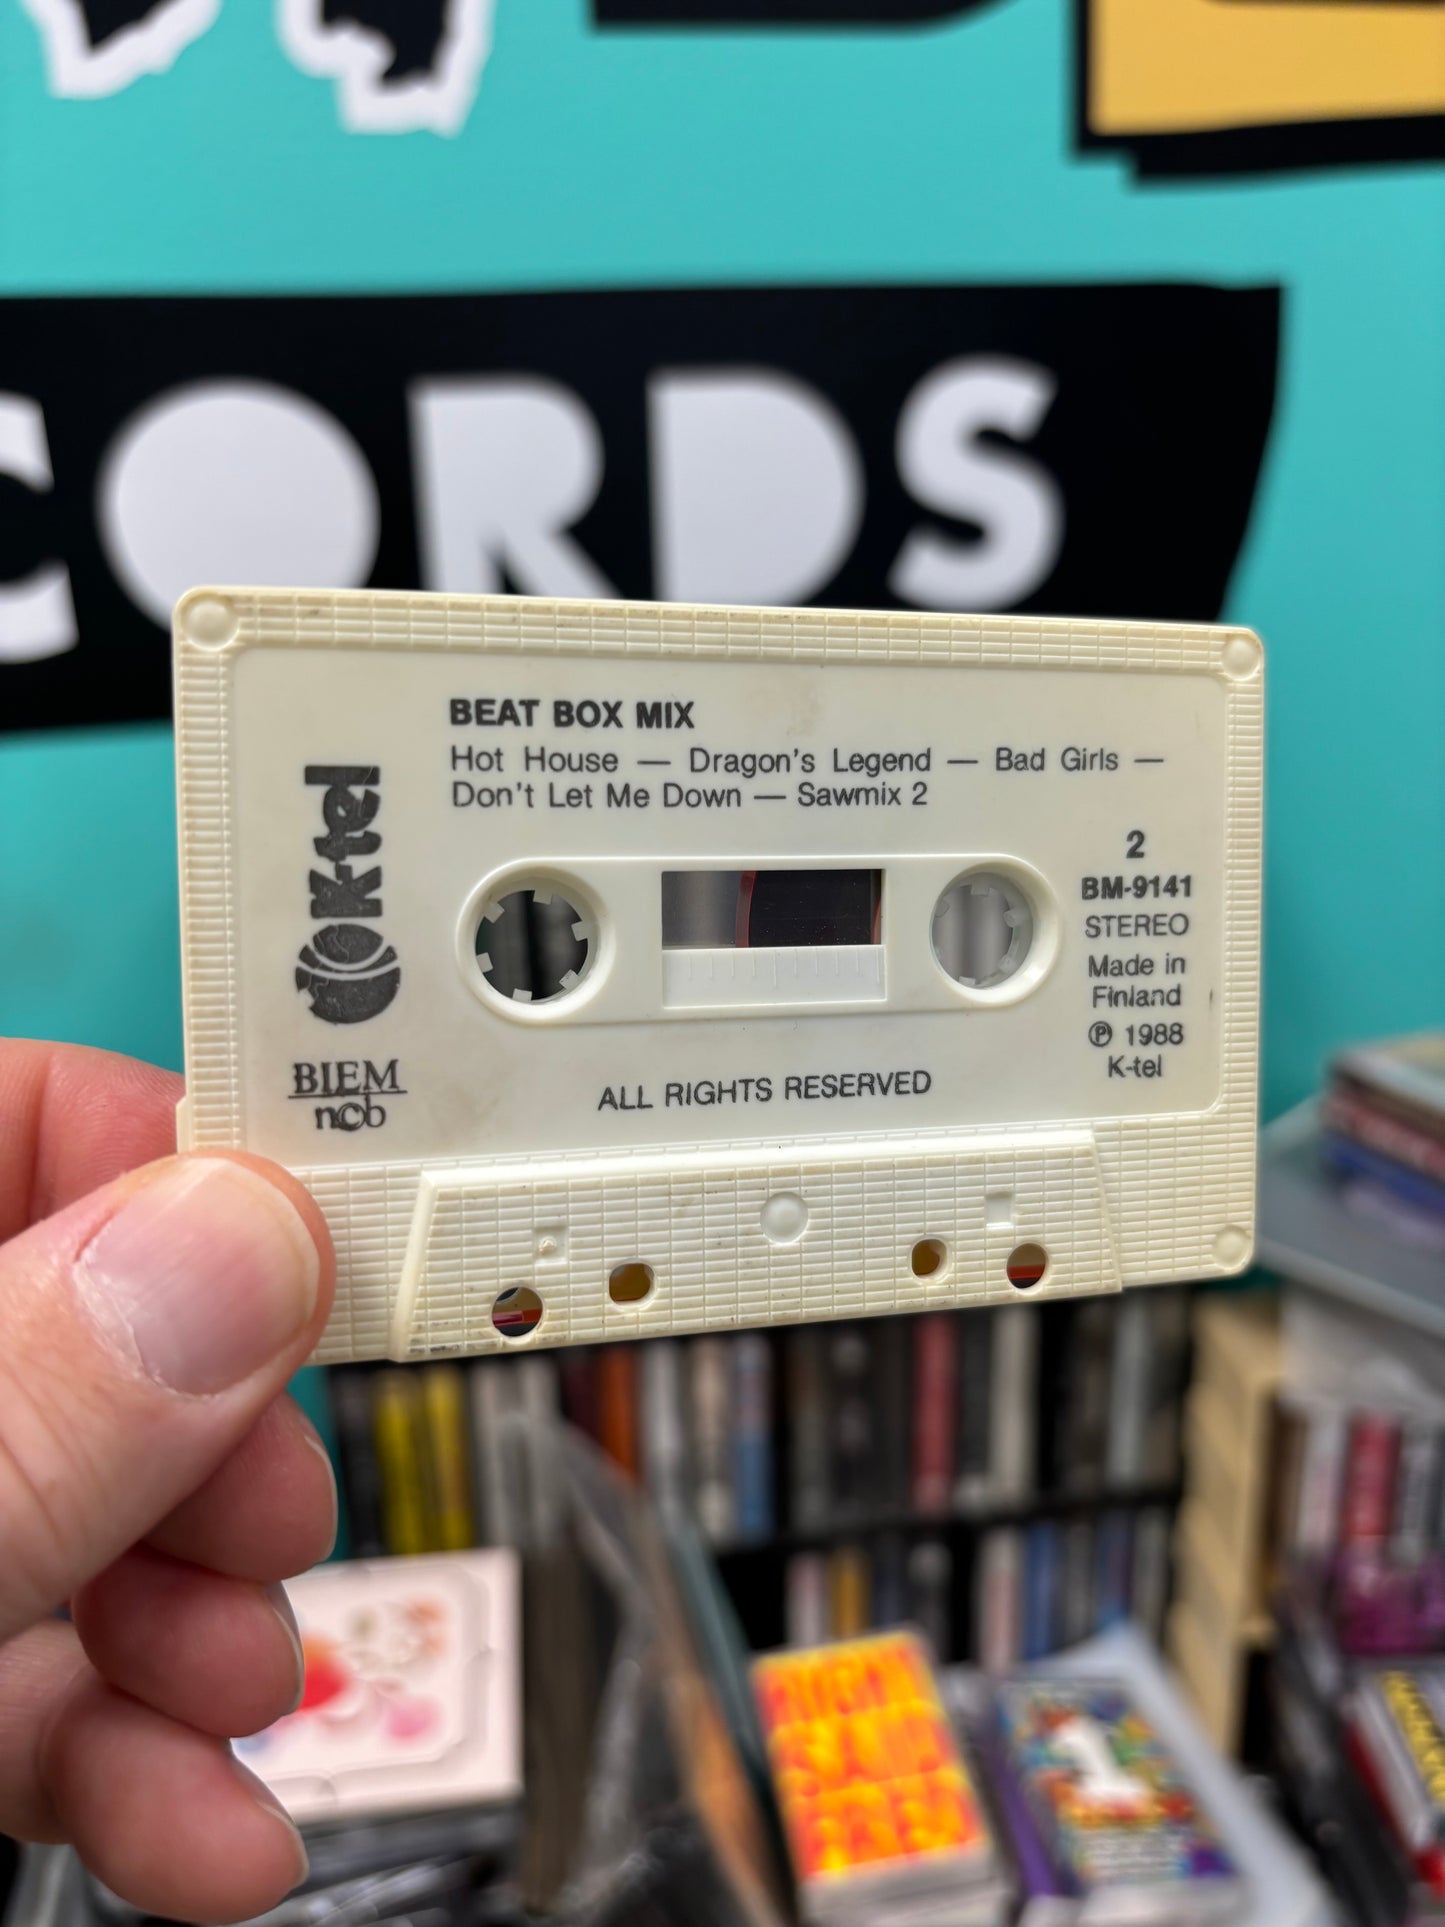 CORDS
BEAT BOX MIX
Hot House — Dragon's Legend — Bad Girls —
Don't Let Me Down — Sawmix 2
K-tel
2
BM-9141
STEREO
Made in
Finland
℗ 1988
K-tel
BIEM
ncb
ALL RIGHTS RESERVED